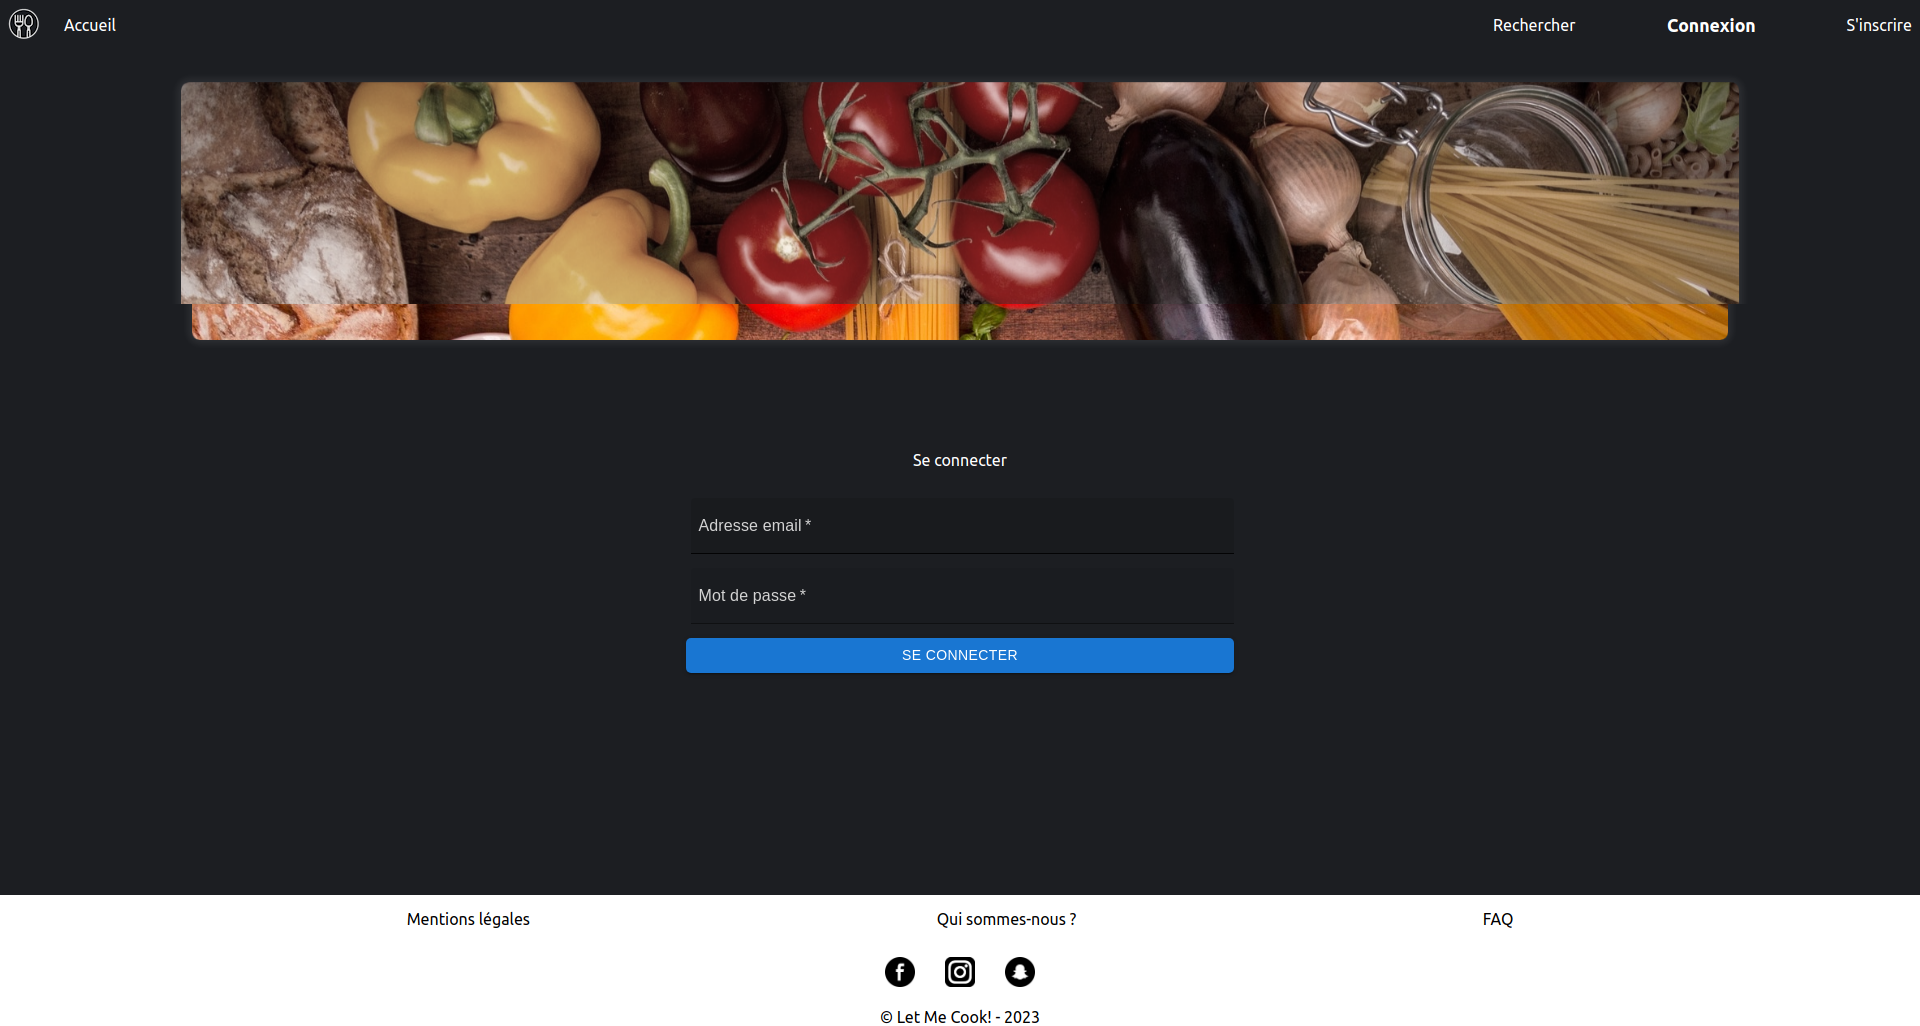 Accueil
Rechercher
Connexion
S'inscrire
Se connecter
Adresse email *
Mot de passe *
SE CONNECTER
Mentions légales
Qui sommes-nous ?
FAQ
© Let Me Cook! - 2023